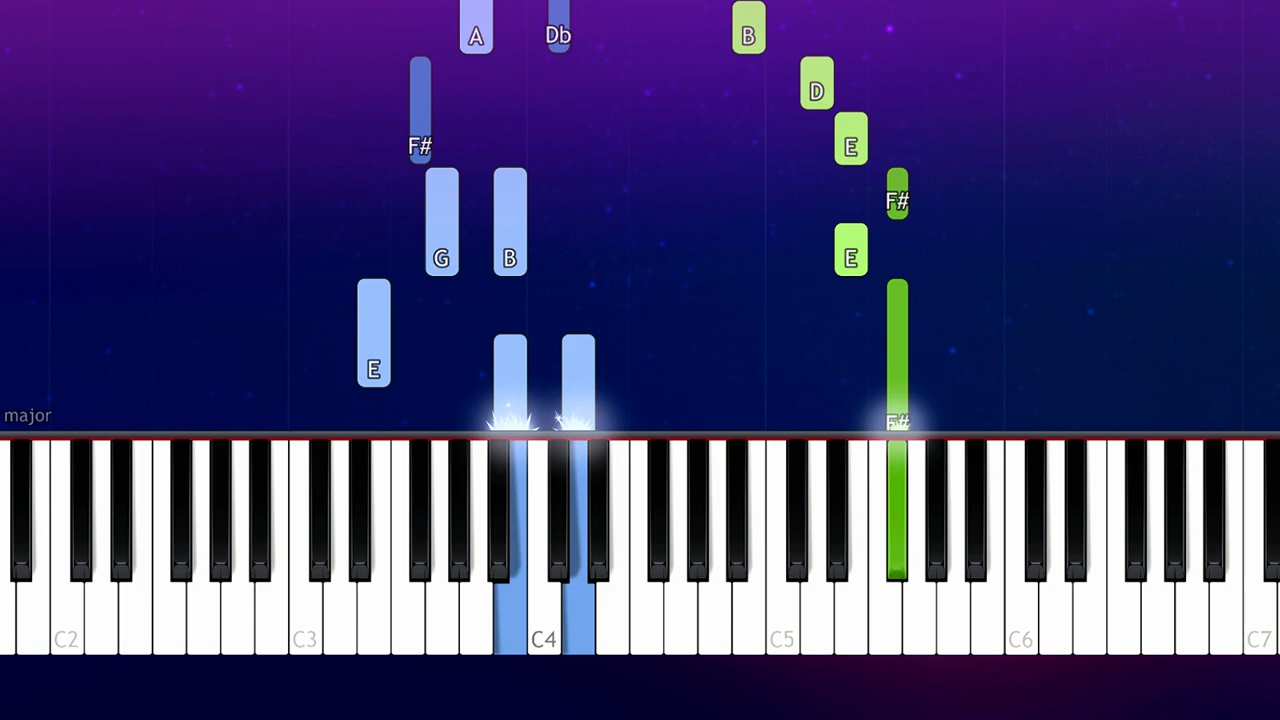 A Db B
D
F# E
F#
G B E
E
major F#
C2 C3 C4 C5 C6 C7